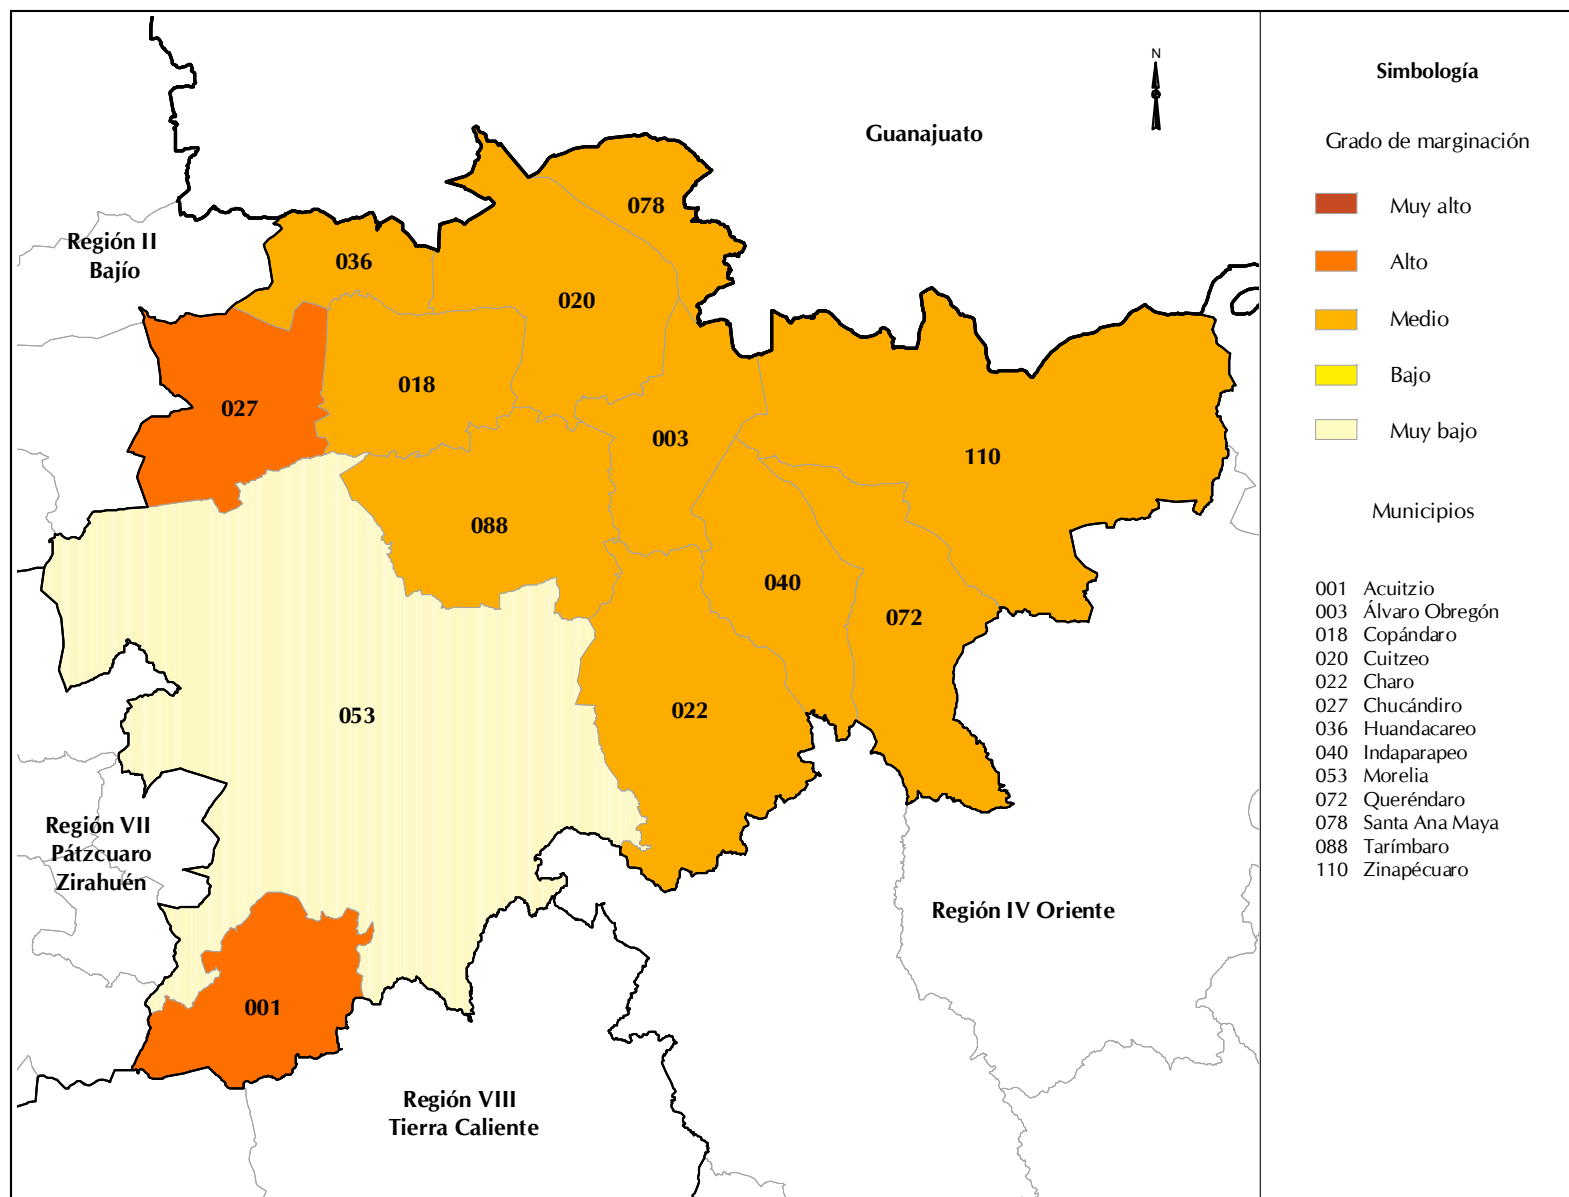 N
Guanajuato
078
Región II
Bajío
036
020
018
027
003
110
088
040
072
022
053
Región VII
Pátzcuaro
Zirahuén
Región IV Oriente
001
Región VIII
Tierra Caliente
Simbología
Grado de marginación
Muy alto
Alto
Medio
Bajo
Muy bajo
Municipios
001 Acuitzio
003 Álvaro Obregón
018 Copándaro
020 Cuitzeo
022 Charo
027 Chucándiro
036 Huandacareo
040 Indaparapeo
053 Morelia
072 Queréndaro
078 Santa Ana Maya
088 Tarímbaro
110 Zinapécuaro